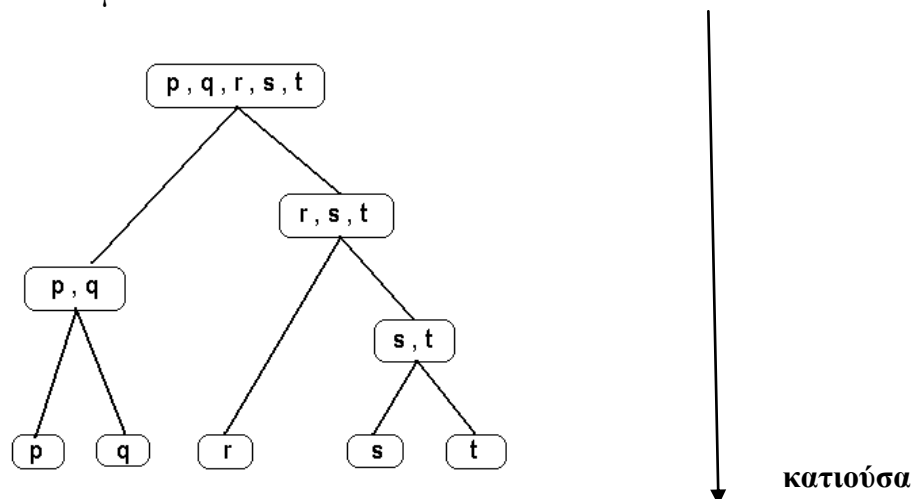 p , q , r , s , t
r , s , t
p , q
s , t
p q r s t
κατιούσα